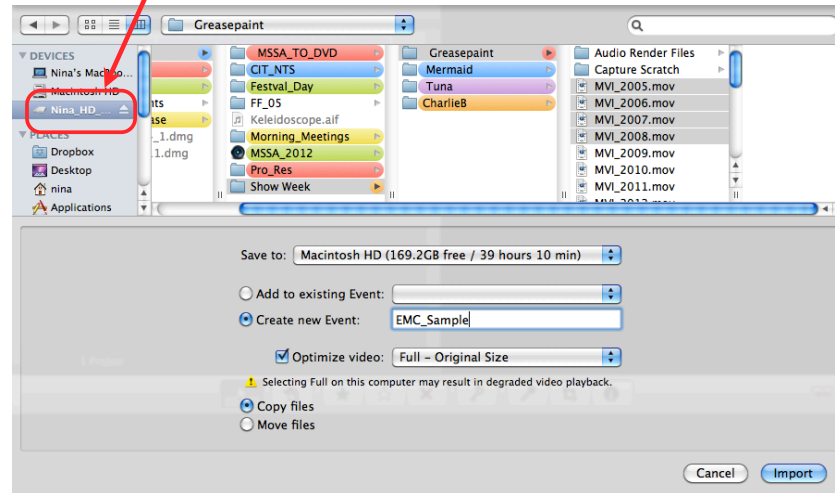 Greasepaint
DEVICES
Nina's MacBoo...
Macintosh HD
Nina_HD_...
PLACES
Dropbox
Desktop
nina
Applications
nts
ase
_1.dmg
1.dmg
MSSA_TO_DVD
CIT_NTS
Festval_Day
FF_05
Keleidoscope.aif
Morning_Meetings
MSSA_2012
Pro_Res
Show Week
Greasepaint
Mermaid
Tuna
CharlieB
Audio Render Files
Capture Scratch
MVI_2005.mov
MVI_2006.mov
MVI_2007.mov
MVI_2008.mov
MVI_2009.mov
MVI_2010.mov
MVI_2011.mov
MVI_2012.mov
Save to: Macintosh HD (169.2GB free / 39 hours 10 min)
Add to existing Event:
Create new Event: EMC_Sample
Optimize video: Full – Original Size
Selecting Full on this computer may result in degraded video playback.
Copy files
Move files
Cancel Import